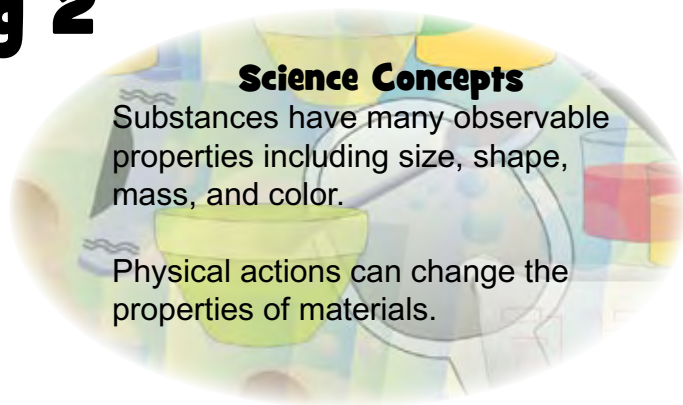 g 2
Science Concepts
Substances have many observable
properties including size, shape,
mass, and color.
Physical actions can change the
properties of materials.